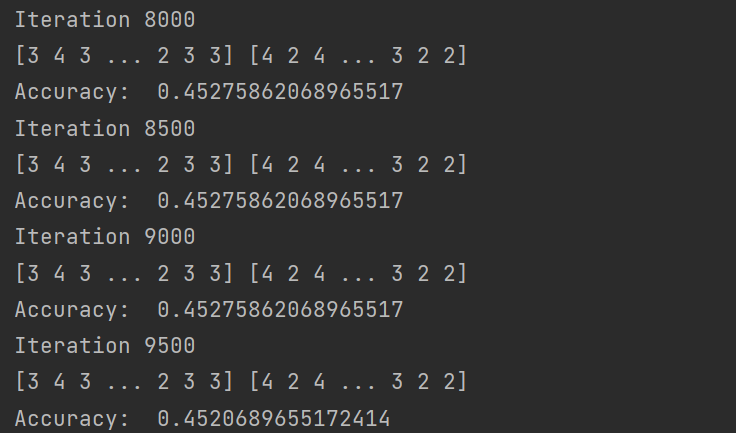 Iteration 8000
[3 4 3 ... 2 3 3] [4 2 4 ... 3 2 2]
Accuracy:  0.45275862068965517
Iteration 8500
[3 4 3 ... 2 3 3] [4 2 4 ... 3 2 2]
Accuracy:  0.45275862068965517
Iteration 9000
[3 4 3 ... 2 3 3] [4 2 4 ... 3 2 2]
Accuracy:  0.45275862068965517
Iteration 9500
[3 4 3 ... 2 3 3] [4 2 4 ... 3 2 2]
Accuracy:  0.4520689655172414